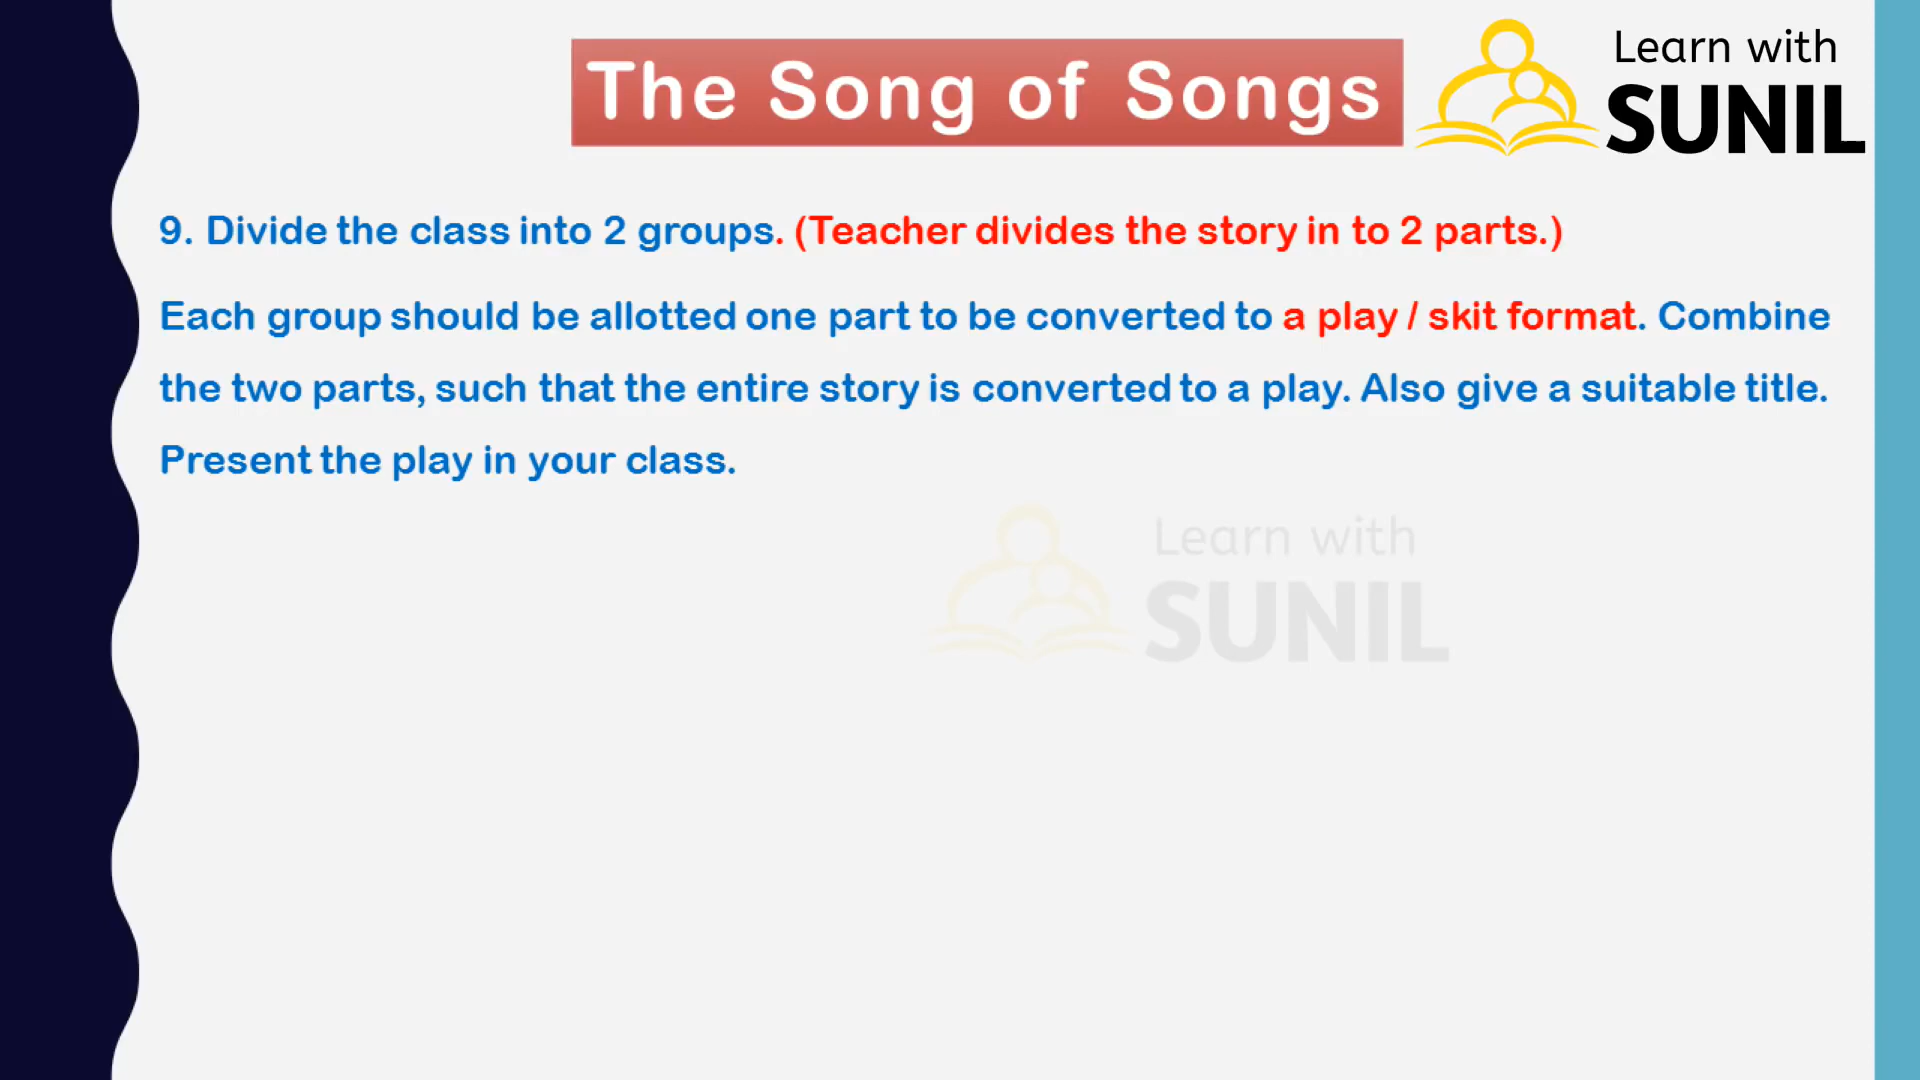 The Song of Songs
Learn with
SUNIL
9. Divide the class into 2 groups. (Teacher divides the story in to 2 parts.)
Each group should be allotted one part to be converted to a play / skit format. Combine
the two parts, such that the entire story is converted to a play. Also give a suitable title.
Present the play in your class.
Learn with
SUNIL